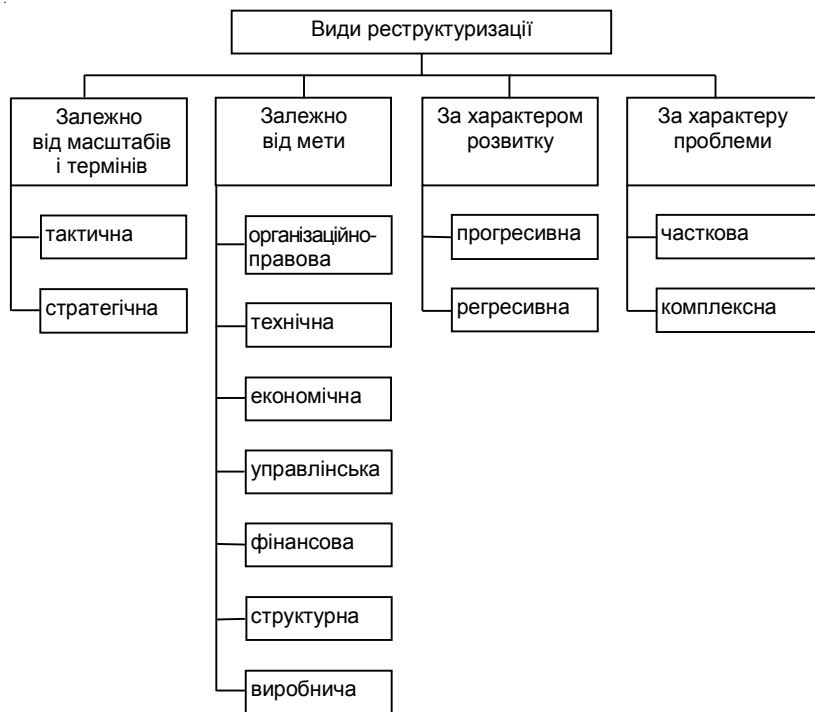 Види реструктуризації
Залежно
від масштабів
і термінів
тактична
стратегічна
Залежно
від мети
організаційно-
правова
технічна
економічна
управлінська
фінансова
структурна
виробнича
За характером
розвитку
прогресивна
регресивна
За характеру
проблеми
часткова
комплексна